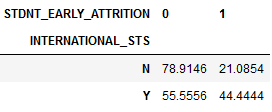 STDNT_EARLY_ATTRITION 0 1
INTERNATIONAL_STS
N 78.9146 21.0854
Y 55.5556 44.4444